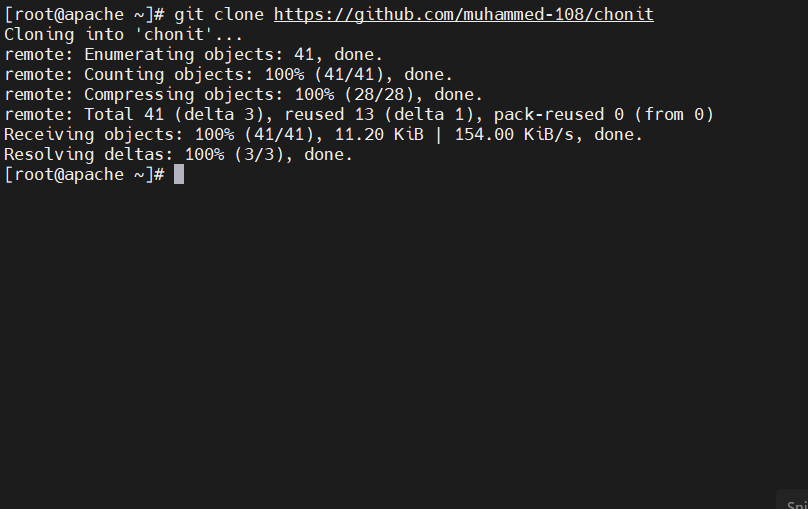 [root@apache ~]# git clone https://github.com/muhammed-108/chonit
Cloning into 'chonit'...
remote: Enumerating objects: 41, done.
remote: Counting objects: 100% (41/41), done.
remote: Compressing objects: 100% (28/28), done.
remote: Total 41 (delta 3), reused 13 (delta 1), pack-reused 0 (from 0)
Receiving objects: 100% (41/41), 11.20 KiB | 154.00 KiB/s, done.
Resolving deltas: 100% (3/3), done.
[root@apache ~]#